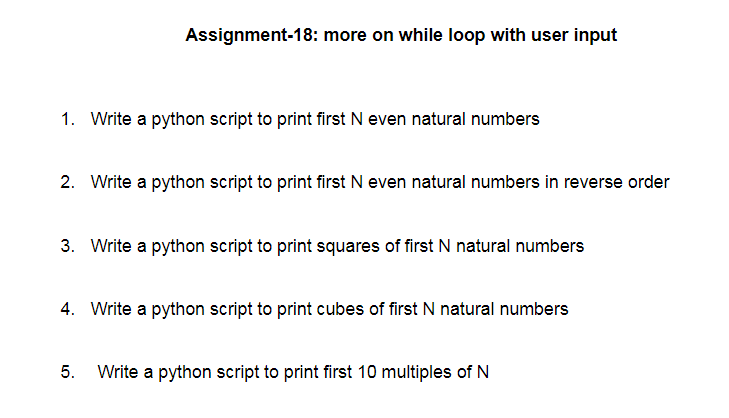 Assignment-18: more on while loop with user input
1. Write a python script to print first N even natural numbers
2. Write a python script to print first N even natural numbers in reverse order
3. Write a python script to print squares of first N natural numbers
4. Write a python script to print cubes of first N natural numbers
5. Write a python script to print first 10 multiples of N